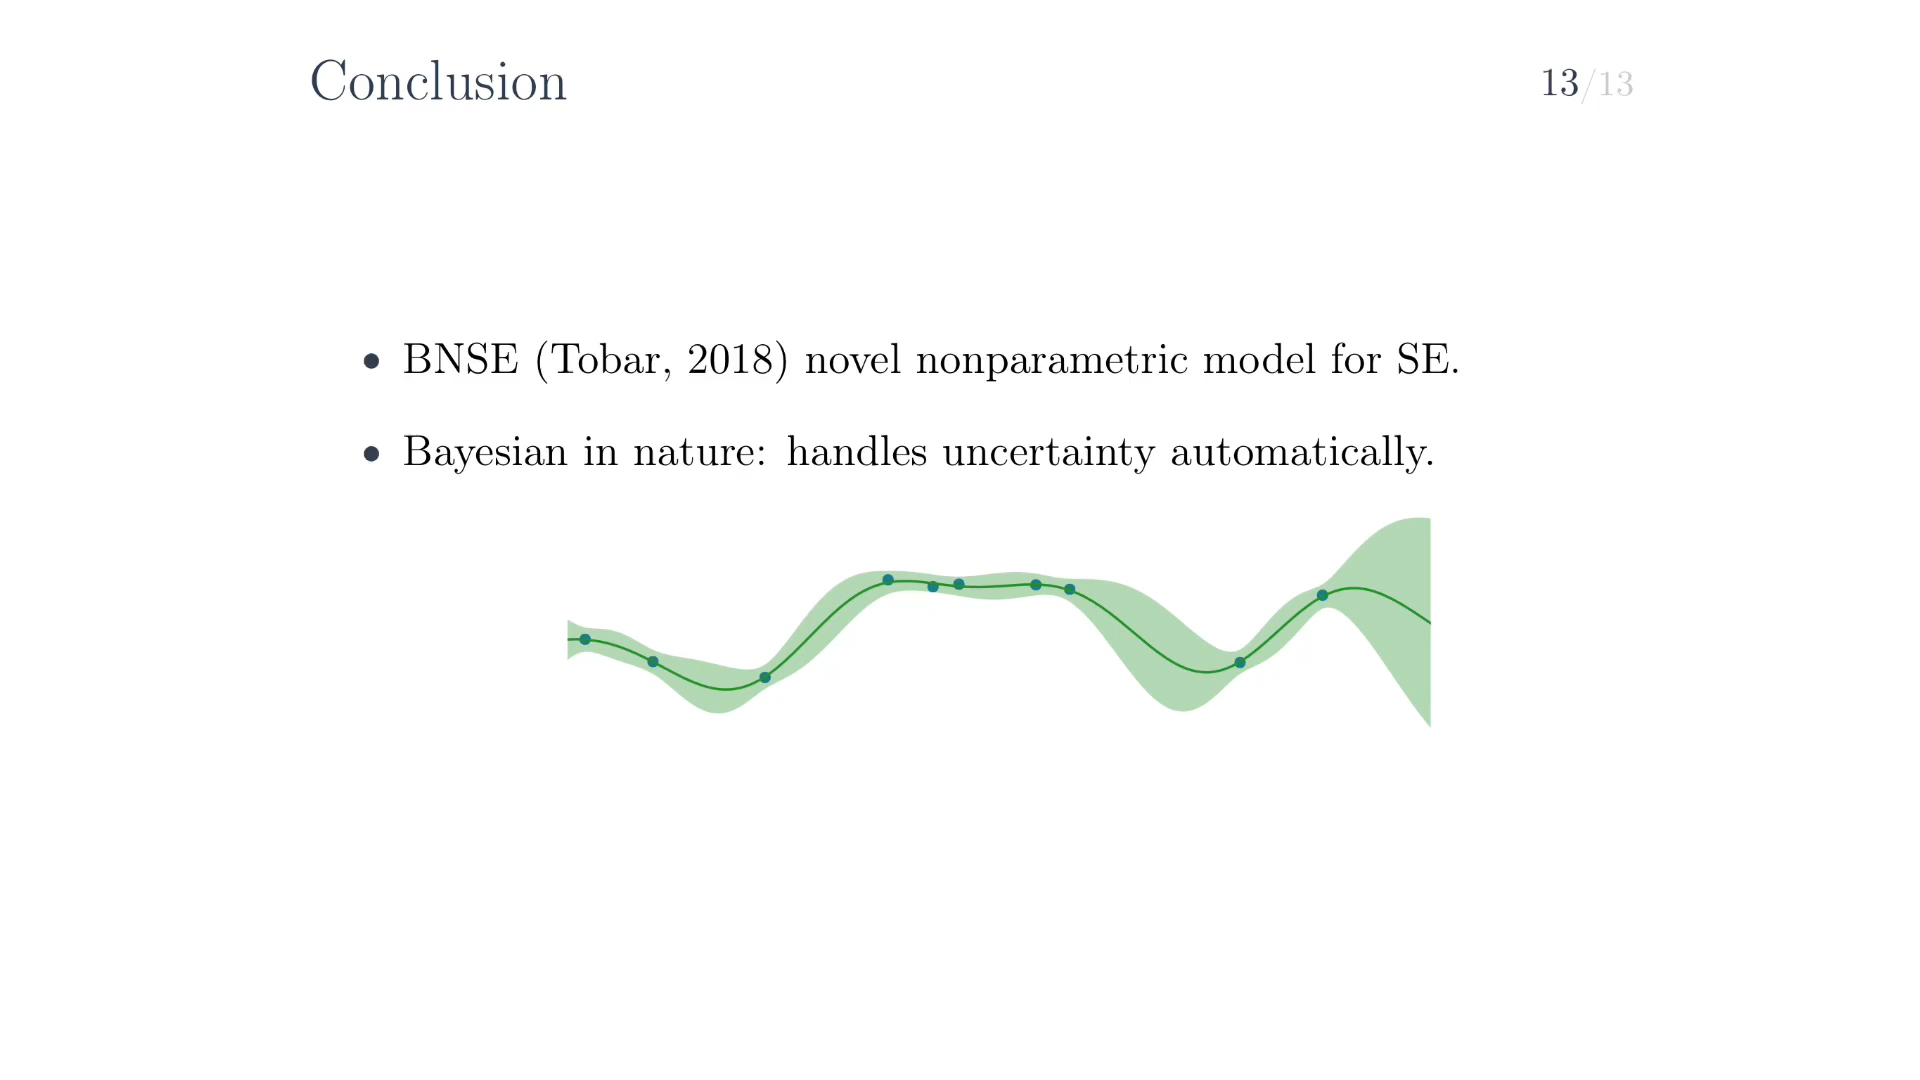 Conclusion
13/13
• BNSE (Tobar, 2018) novel nonparametric model for SE.
• Bayesian in nature: handles uncertainty automatically.